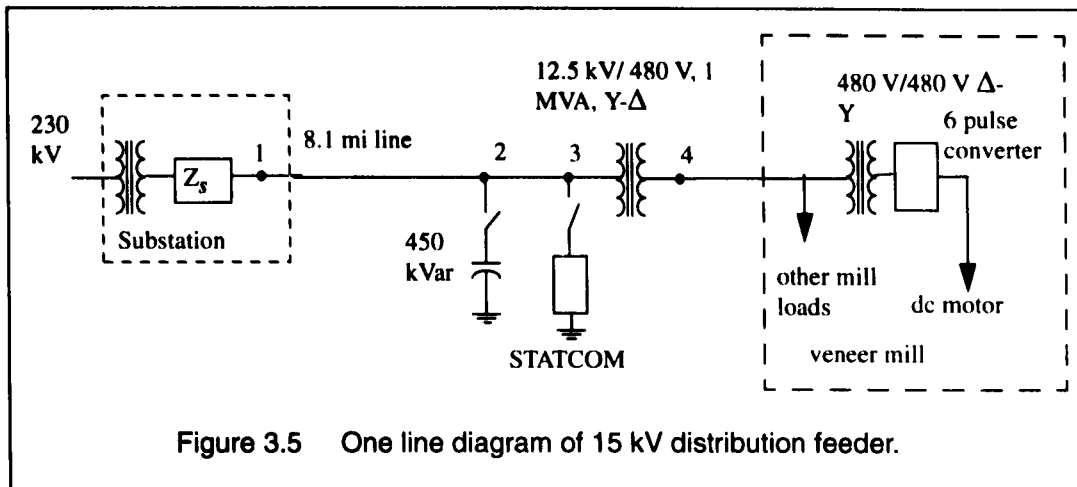 230
kV
Z_s
Substation
1
8.1 mi line
2
450
kVar
3
STATCOM
12.5 kV/ 480 V, 1
MVA, Y-Δ
4
480 V/480 V Δ-
Y
6 pulse
converter
other mill
loads
dc motor
veneer mill
Figure 3.5 One line diagram of 15 kV distribution feeder.